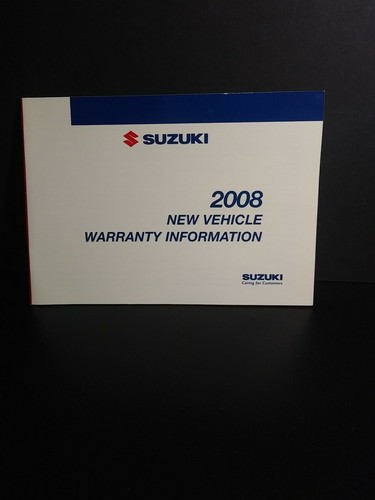 SUZUKI
2008
NEW VEHICLE
WARRANTY INFORMATION
SUZUKI
Caring for Customers